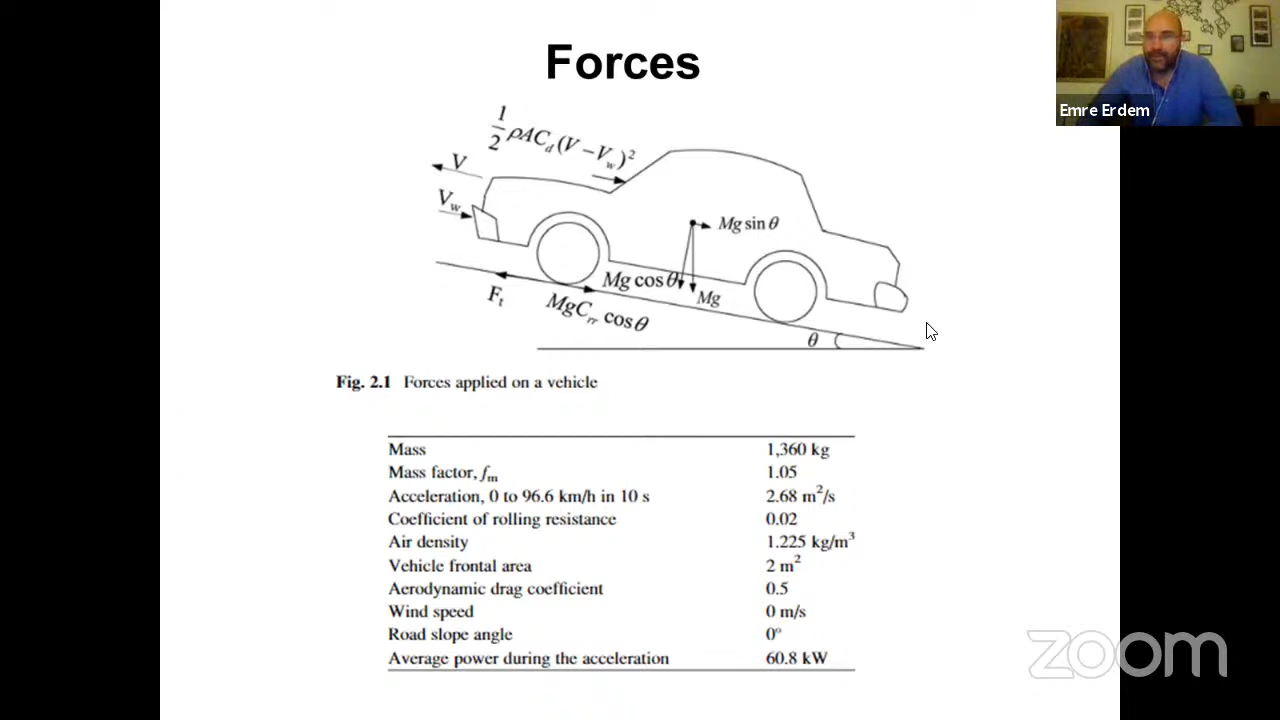 Forces
Emre Erdem
1/2 ρAC_d(V−V_w)²
V
V_w
Mg sin θ
Mg cosθ
Mg
F_t
MgC_rr cosθ
θ
Fig. 2.1 Forces applied on a vehicle
Mass 1,360 kg
Mass factor, f_m 1.05
Acceleration, 0 to 96.6 km/h in 10 s 2.68 m²/s
Coefficient of rolling resistance 0.02
Air density 1.225 kg/m³
Vehicle frontal area 2 m²
Aerodynamic drag coefficient 0.5
Wind speed 0 m/s
Road slope angle 0°
Average power during the acceleration 60.8 kW
zoom